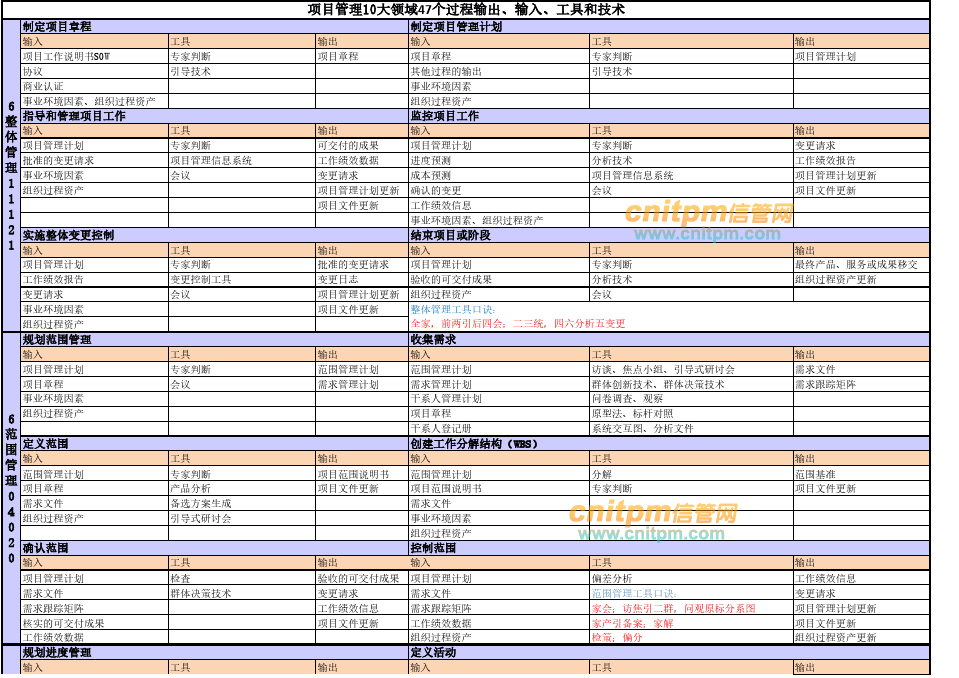 项目管理10大领域47个过程输出、输入、工具和技术
6整体管理11121
制定项目章程 制定项目管理计划
输入 工具 输出 输入 工具 输出
项目工作说明书SOW 专家判断 项目章程 项目章程 专家判断 项目管理计划
协议 引导技术 其他过程的输出 引导技术
商业认证 事业环境因素
事业环境因素、组织过程资产 组织过程资产
指导和管理项目工作 监控项目工作
输入 工具 输出 输入 工具 输出
项目管理计划 专家判断 可交付的成果 项目管理计划 专家判断 变更请求
批准的变更请求 项目管理信息系统 工作绩效数据 进度预测 分析技术 工作绩效报告
事业环境因素 会议 变更请求 成本预测 项目管理信息系统 项目管理计划更新
组织过程资产 项目管理计划更新 确认的变更 会议 项目文件更新
项目文件更新 工作绩效信息
事业环境因素、组织过程资产
cnitpm信管网
www.cnitpm.com
实施整体变更控制 结束项目或阶段
输入 工具 输出 输入 工具 输出
项目管理计划 专家判断 批准的变更请求 项目管理计划 专家判断 最终产品、服务或成果移交
工作绩效报告 变更控制工具 变更日志 验收的可交付成果 分析技术 组织过程资产更新
变更请求 会议 项目管理计划更新 组织过程资产 会议
事业环境因素 项目文件更新 整体管理工具口诀:
组织过程资产 全家，前两引后四会；二三统，四六分析五变更
6范围管理040020
规划范围管理 收集需求
输入 工具 输出 输入 工具 输出
项目管理计划 专家判断 范围管理计划 范围管理计划 访谈、焦点小组、引导式研讨会 需求文件
项目章程 会议 需求管理计划 需求管理计划 群体创新技术、群体决策技术 需求跟踪矩阵
事业环境因素 干系人管理计划 问卷调查、观察
组织过程资产 项目章程 原型法、标杆对照
干系人登记册 系统交互图、分析文件
定义范围 创建工作分解结构（WBS）
输入 工具 输出 输入 工具 输出
范围管理计划 专家判断 项目范围说明书 范围管理计划 分解 范围基准
项目章程 产品分析 项目文件更新 项目范围说明书 专家判断 项目文件更新
需求文件 备选方案生成 需求文件
组织过程资产 引导式研讨会 事业环境因素
组织过程资产
cnitpm信管网
www.cnitpm.com
确认范围 控制范围
输入 工具 输出 输入 工具 输出
项目管理计划 检查 验收的可交付成果 项目管理计划 偏差分析 工作绩效信息
需求文件 群体决策技术 变更请求 需求文件 范围管理工具口诀: 变更请求
需求跟踪矩阵 工作绩效信息 需求跟踪矩阵 家会；访焦引二群，问观原标分系图 项目管理计划更新
核实的可交付成果 项目文件更新 工作绩效数据 家产引备案；家解 项目文件更新
工作绩效数据 组织过程资产 检策；偏分 组织过程资产更新
规划进度管理 定义活动
输入 工具 输出 输入 工具 输出